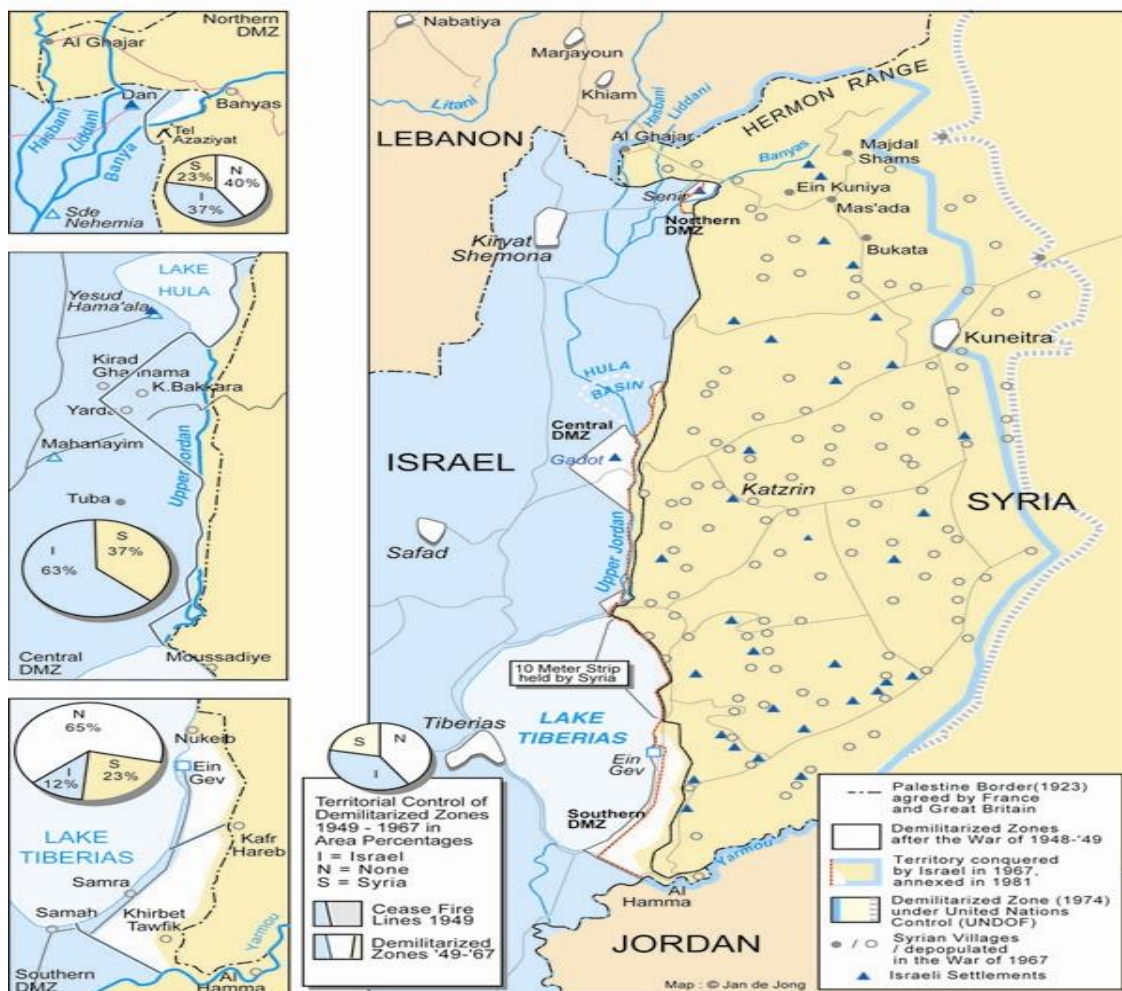 Northern
DMZ
Al Ghajar
Dan
Banyas
Hasbani
Liddani
Banya
Tel
Azaziyat
S
23%
N
40%
I
37%
Sde
Nehemia
LAKE
HULA
Yesud
Hama'ala
Kirad
Ghannama
K.Bakkara
Yarda
Mahanayim
Upper Jordan
Tuba
I
63%
S
37%
Central
DMZ
Moussadiye
N
65%
I
12%
S
23%
Nukeib
Ein
Gev
LAKE
TIBERIAS
Kafr
Hareb
Samra
Samah
Khirbet
Tawfik
Yarmou
Southern
DMZ
Al
Hamma
Nabatiya
Marjayoun
Khiam
Litani
Hasbani
Liddani
LEBANON
HERMON RANGE
Al Ghajar
Banyas
Majdal
Shams
Senir
Ein Kuniya
Mas'ada
Northern
DMZ
Kiryat
Shemona
Bukata
Kuneitra
HULA
BASIN
Central
DMZ
Gadot
ISRAEL
Katzrin
SYRIA
Safad
Upper Jordan
10 Meter Strip
held by Syria
Tiberias
LAKE
TIBERIAS
Ein
Gev
Southern
DMZ
Yarmou
Al
Hamma
JORDAN
S
N
I
Territorial Control of
Demilitarized Zones
1949 - 1967 in
Area Percentages
I = Israel
N = None
S = Syria
Cease Fire
Lines 1949
Demilitarized
Zones '49-'67
Palestine Border(1923)
agreed by France
and Great Britain
Demilitarized Zones
after the War of 1948-'49
Territory conquered
by Israel in 1967,
annexed in 1981
Demilitarized Zone (1974)
under United Nations
Control (UNDOF)
Syrian Villages
/ depopulated
in the War of 1967
Israeli Settlements
Map : © Jan de Jong